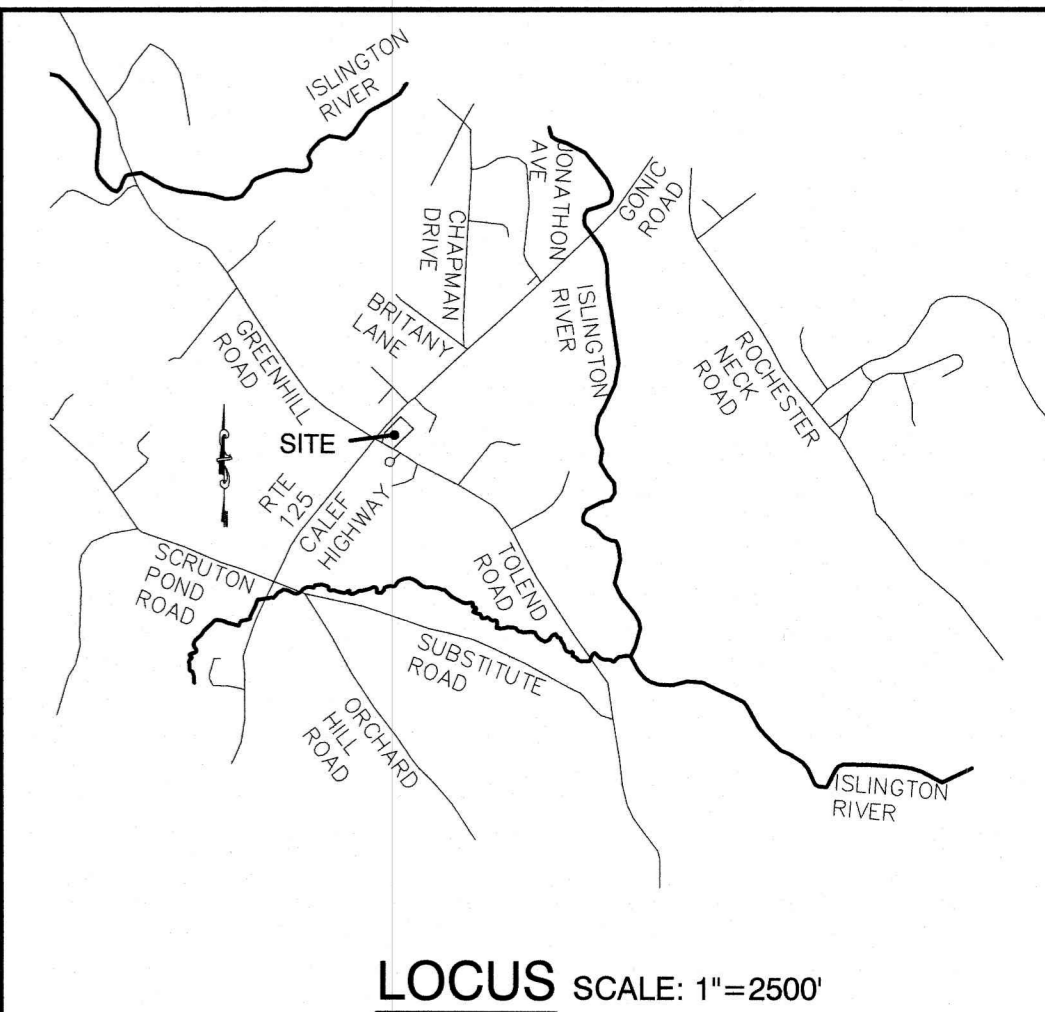 ISLINGTON
RIVER
JONATHON
AVE
GONIC
ROAD
CHAPMAN
DRIVE
BRITANY
LANE
ISLINGTON
RIVER
GREENHILL
ROAD
ROCHESTER
NECK
ROAD
SITE
RTE
125
CALEF
HIGHWAY
SCRUTON
POND
ROAD
TOLEND
ROAD
SUBSTITUTE
ROAD
ORCHARD
HILL
ROAD
ISLINGTON
RIVER
LOCUS SCALE: 1"=2500'